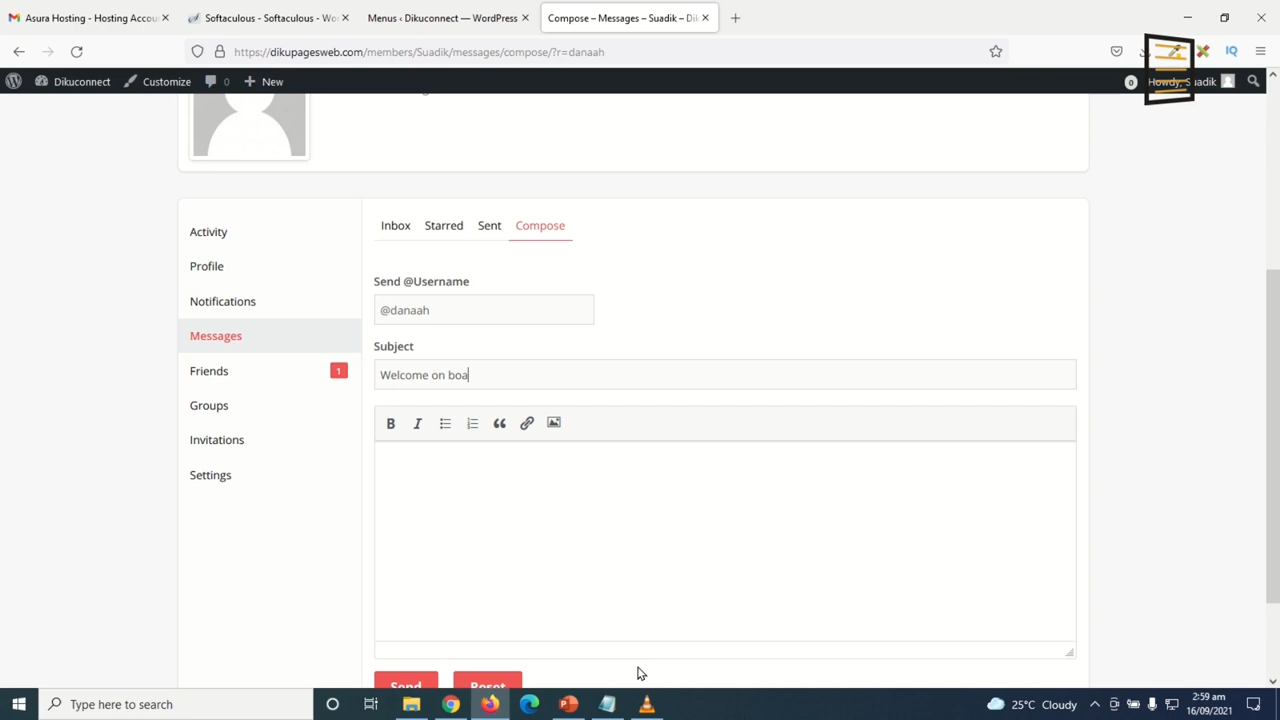 Asura Hosting - Hosting Accou
Softaculous - Softaculous - Wo
Menus ‹ Dikuconnect — WordPress
Compose – Messages – Suadik – Di
https://dikupagesweb.com/members/Suadik/messages/compose/?r=danaah
IQ
Dikuconnect
Customize
0
New
0
Howdy, Suadik
Activity
Profile
Notifications
Messages
Friends
1
Groups
Invitations
Settings
Inbox
Starred
Sent
Compose
Send @Username
@danaah
Subject
Welcome on boa
B
I
Send
Reset
Type here to search
25°C Cloudy
2:59 am
16/09/2021